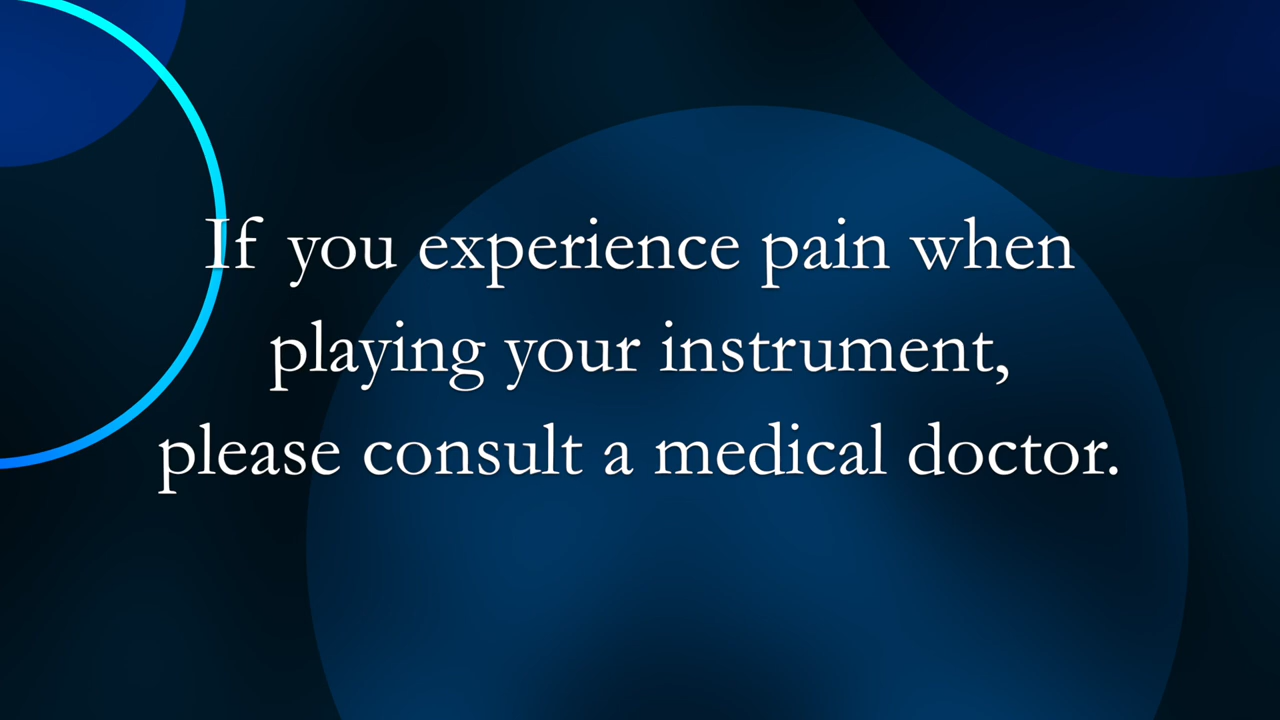 If you experience pain when
playing your instrument,
please consult a medical doctor.